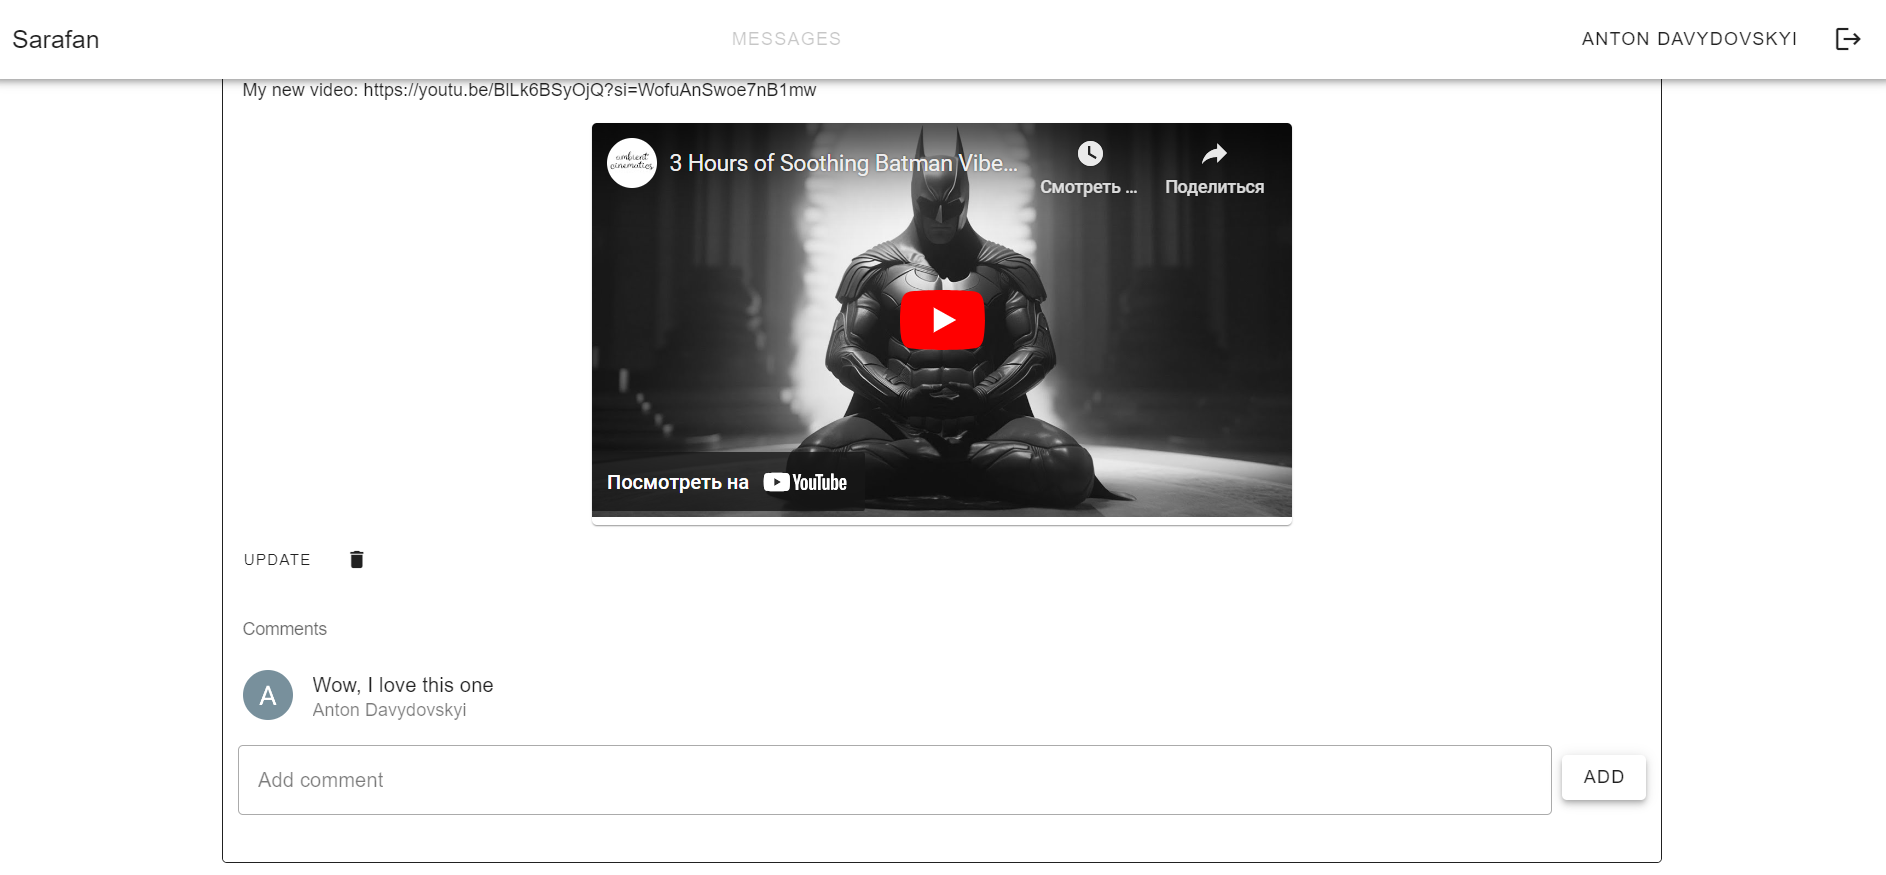 Sarafan
MESSAGES
ANTON DAVYDOVSKYI
My new video: https://youtu.be/BlLk6BSyOjQ?si=WofuAnSwoe7nB1mw
ambient
cinematics
3 Hours of Soothing Batman Vibe...
Смотреть ...
Поделиться
Посмотреть на YouTube
UPDATE
Comments
A
Wow, I love this one
Anton Davydovskyi
Add comment
ADD